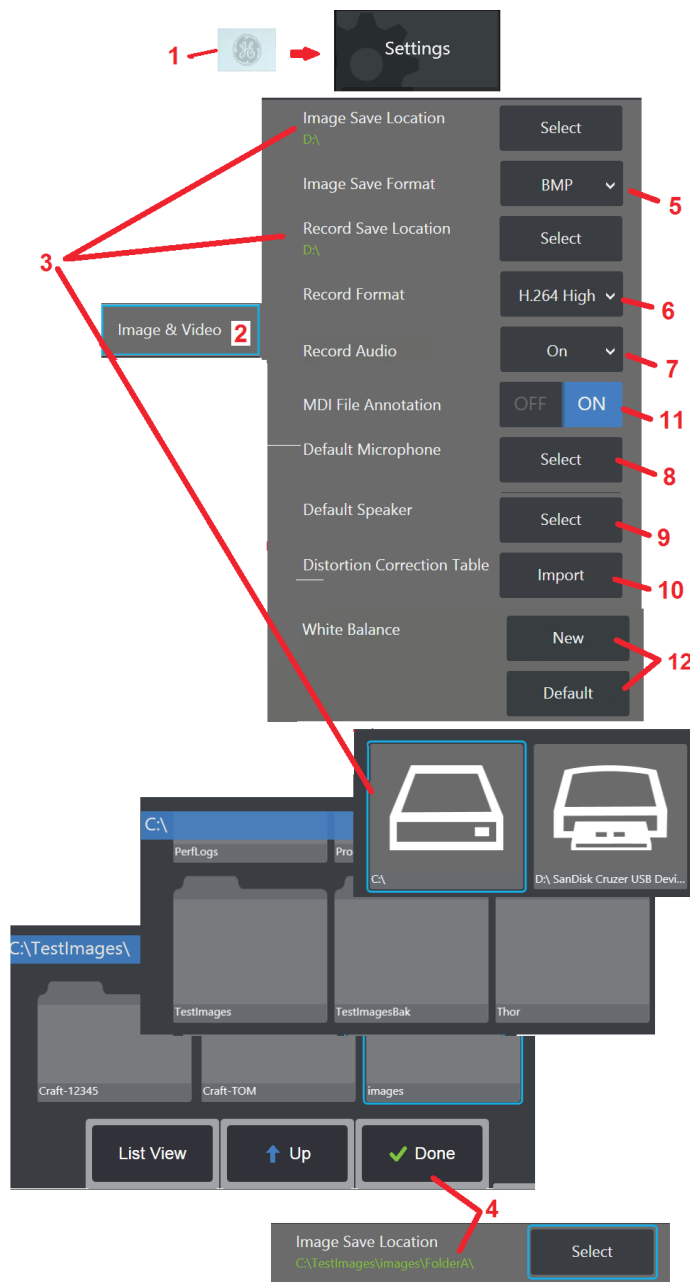 1
Settings
Image Save Location
D:\
Select
Image Save Format
BMP
5
Record Save Location
D:\
Select
3
Record Format
H.264 High
6
Image & Video 2
Record Audio
On
7
MDI File Annotation
OFF ON
11
Default Microphone
Select
8
Default Speaker
Select
9
Distortion Correction Table
Import
10
White Balance
New
12
Default
C:\
D:\ SanDisk Cruzer USB Devi...
C:\
PerfLogs
Pro
TestImages
TestImagesBak
Thor
C:\TestImages\
Craft-12345
Craft-TOM
images
List View
Up
Done
4
Image Save Location
C:\TestImages\images\FolderA\
Select